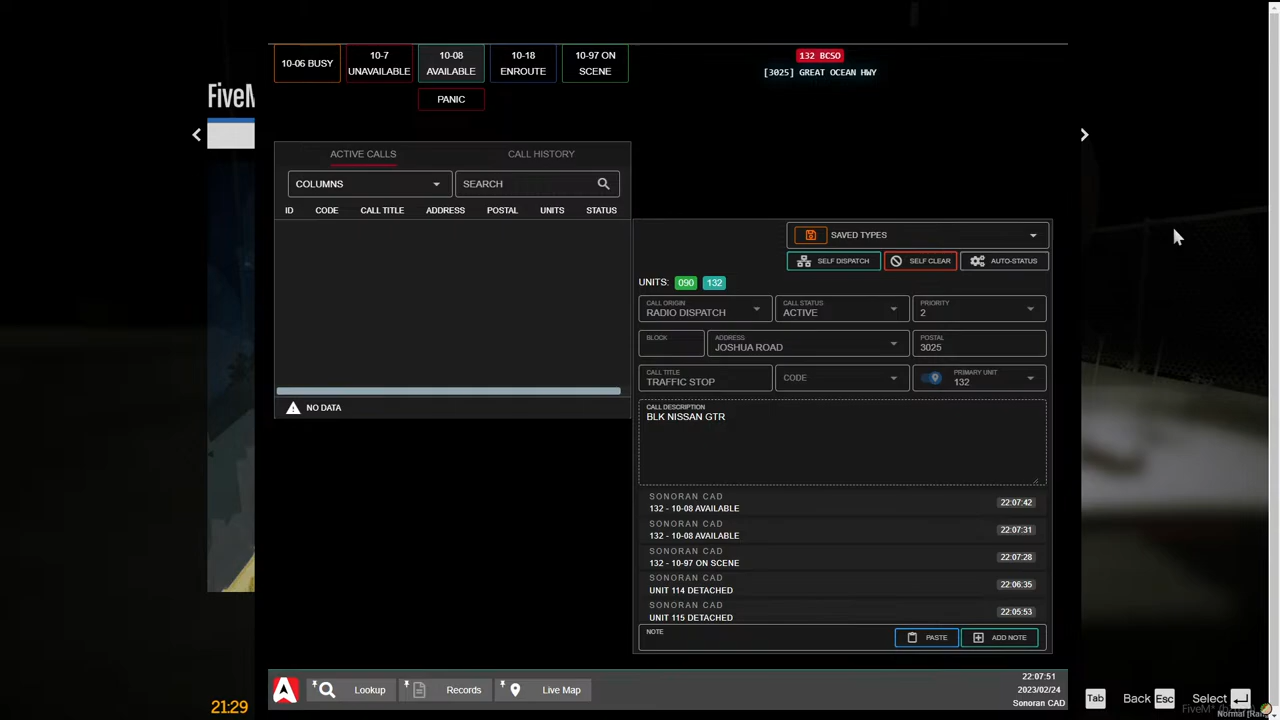 10-06 BUSY
10-7
UNAVAILABLE
10-08
AVAILABLE
10-18
ENROUTE
10-97 ON
SCENE
PANIC
132 BCSO
[3025] GREAT OCEAN HWY
FiveM
ACTIVE CALLS
CALL HISTORY
COLUMNS
SEARCH
ID CODE CALL TITLE ADDRESS POSTAL UNITS STATUS
NO DATA
SAVED TYPES
SELF DISPATCH
SELF CLEAR
AUTO-STATUS
UNITS: 090 132
CALL ORIGIN
RADIO DISPATCH
CALL STATUS
ACTIVE
PRIORITY
2
BLOCK
ADDRESS
JOSHUA ROAD
POSTAL
3025
CALL TITLE
TRAFFIC STOP
CODE
PRIMARY UNIT
132
CALL DESCRIPTION
BLK NISSAN GTR
SONORAN CAD
132 - 10-08 AVAILABLE
22:07:42
SONORAN CAD
132 - 10-08 AVAILABLE
22:07:31
SONORAN CAD
132 - 10-97 ON SCENE
22:07:28
SONORAN CAD
UNIT 114 DETACHED
22:06:35
SONORAN CAD
UNIT 115 DETACHED
22:05:53
NOTE
PASTE
ADD NOTE
Lookup
Records
Live Map
22:07:51
2023/02/24
Sonoran CAD
21:29
Tab Back Esc Select
FiveM*